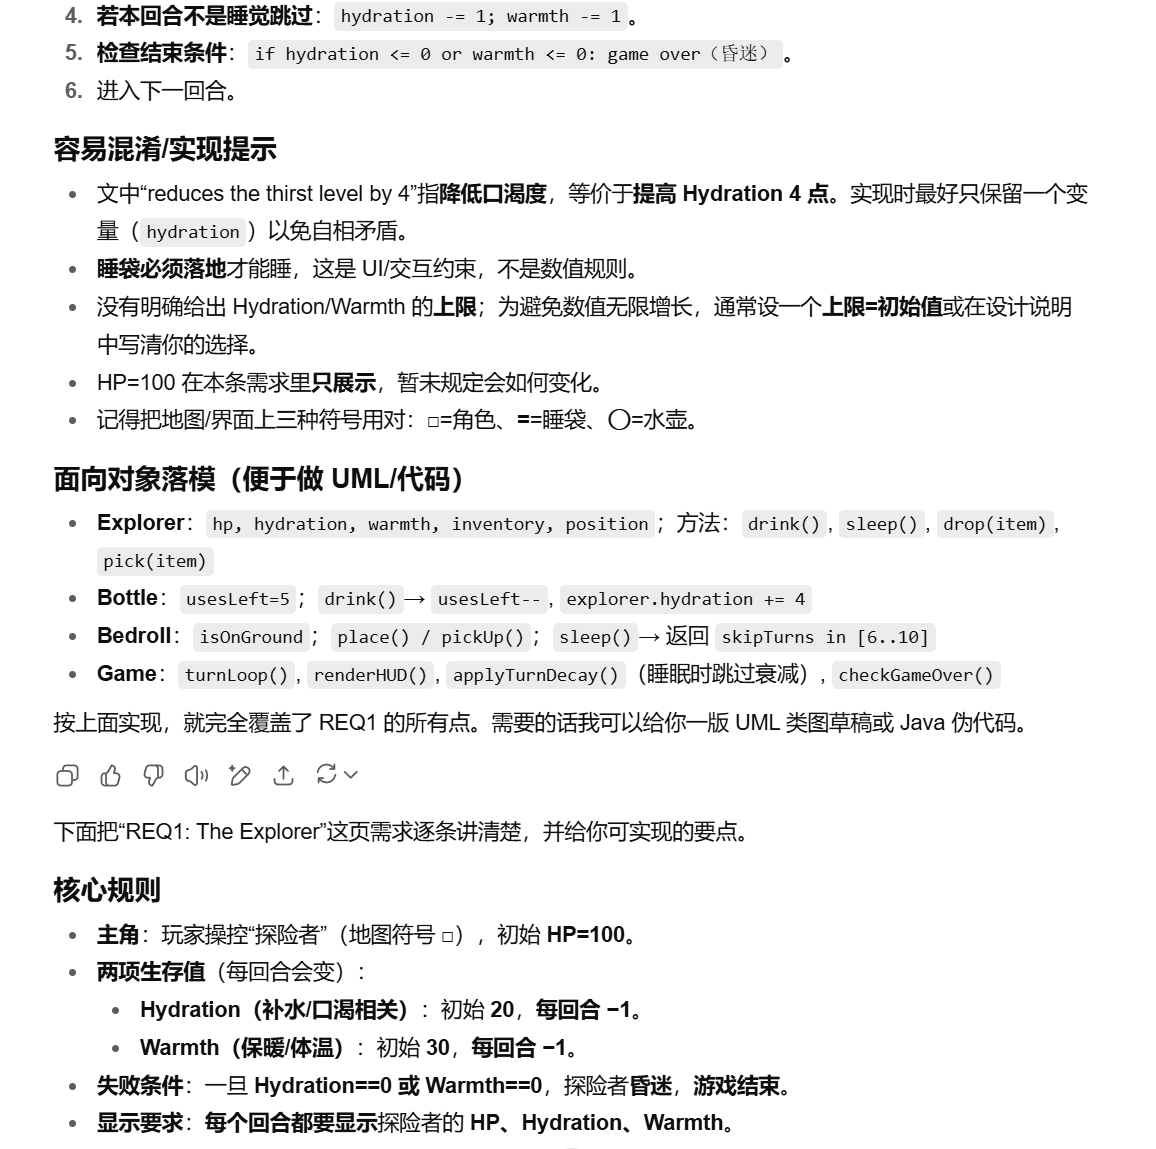 4. 若本回合不是睡觉跳过： hydration -= 1; warmth -= 1 。
5. 检查结束条件： if hydration <= 0 or warmth <= 0: game over（昏迷） 。
6. 进入下一回合。
容易混淆/实现提示
• 文中“reduces the thirst level by 4”指降低口渴度，等价于提高 Hydration 4 点。实现时最好只保留一个变
量（ hydration ）以免自相矛盾。
• 睡袋必须落地才能睡，这是 UI/交互约束，不是数值规则。
• 没有明确给出 Hydration/Warmth 的上限；为避免数值无限增长，通常设一个上限=初始值或在设计说明
中写清你的选择。
• HP=100 在本条需求里只展示，暂未规定会如何变化。
• 记得把地图/界面上三种符号用对：□=角色、==睡袋、◯=水壶。
面向对象落模（便于做 UML/代码）
• Explorer： hp, hydration, warmth, inventory, position ；方法： drink() , sleep() , drop(item) ,
pick(item)
• Bottle： usesLeft=5 ； drink() → usesLeft-- , explorer.hydration += 4
• Bedroll： isOnGround ； place() / pickUp() ； sleep() → 返回 skipTurns in [6..10]
• Game： turnLoop() , renderHUD() , applyTurnDecay() （睡眠时跳过衰减）, checkGameOver()
按上面实现，就完全覆盖了 REQ1 的所有点。需要的话我可以给你一版 UML 类图草稿或 Java 伪代码。
下面把“REQ1: The Explorer”这页需求逐条讲清楚，并给你可实现的要点。
核心规则
• 主角：玩家操控“探险者”（地图符号 □），初始 HP=100。
• 两项生存值（每回合会变）：
• Hydration（补水/口渴相关）：初始 20，每回合 −1。
• Warmth（保暖/体温）：初始 30，每回合 −1。
• 失败条件：一旦 Hydration==0 或 Warmth==0，探险者昏迷，游戏结束。
• 显示要求：每个回合都要显示探险者的 HP、Hydration、Warmth。